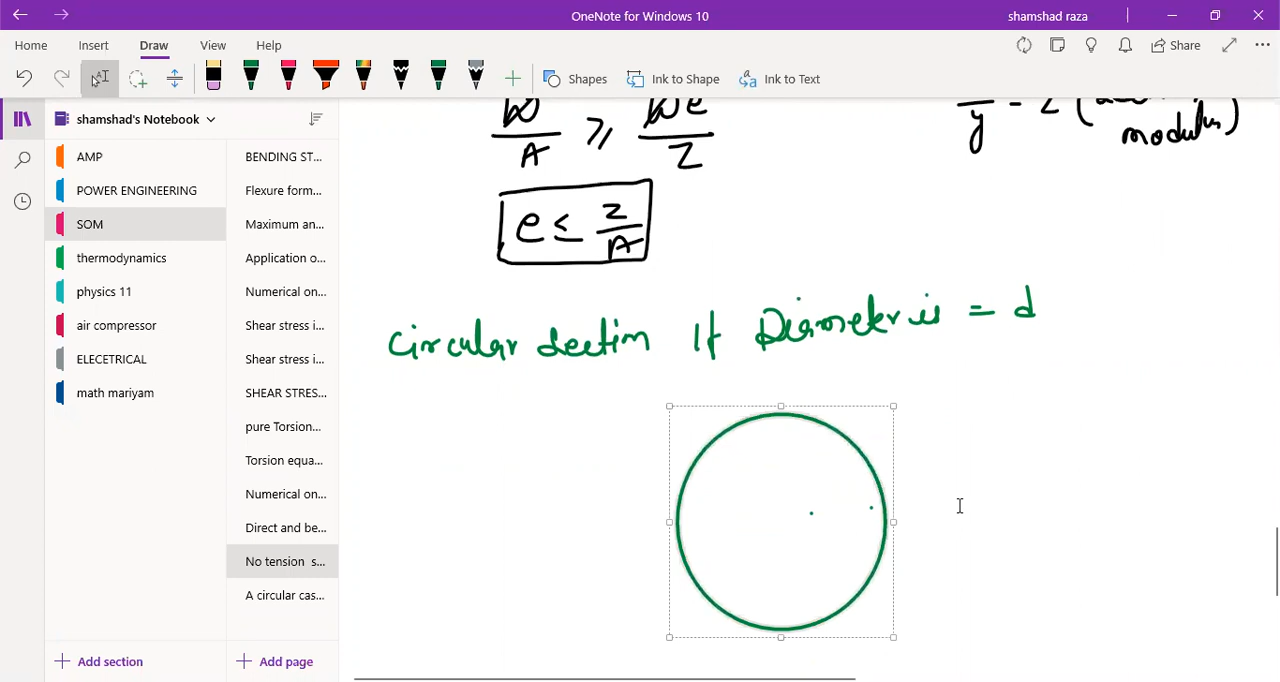 OneNote for Windows 10
shamshad raza
Home Insert Draw View Help
Share
Shapes
Ink to Shape
Ink to Text
shamshad's Notebook
AMP
POWER ENGINEERING
SOM
thermodynamics
physics 11
air compressor
ELECETRICAL
math mariyam
Add section
BENDING ST...
Flexure form...
Maximum an...
Application o...
Numerical on...
Shear stress i...
Shear stress i...
SHEAR STRES...
pure Torsion...
Torsion equa...
Numerical on...
Direct and be...
No tension s...
A circular cas...
Add page
W/A ≥ We/Z
y = Z (
modulus)
e ≤ Z/A
Circular Section If Diameter is = d